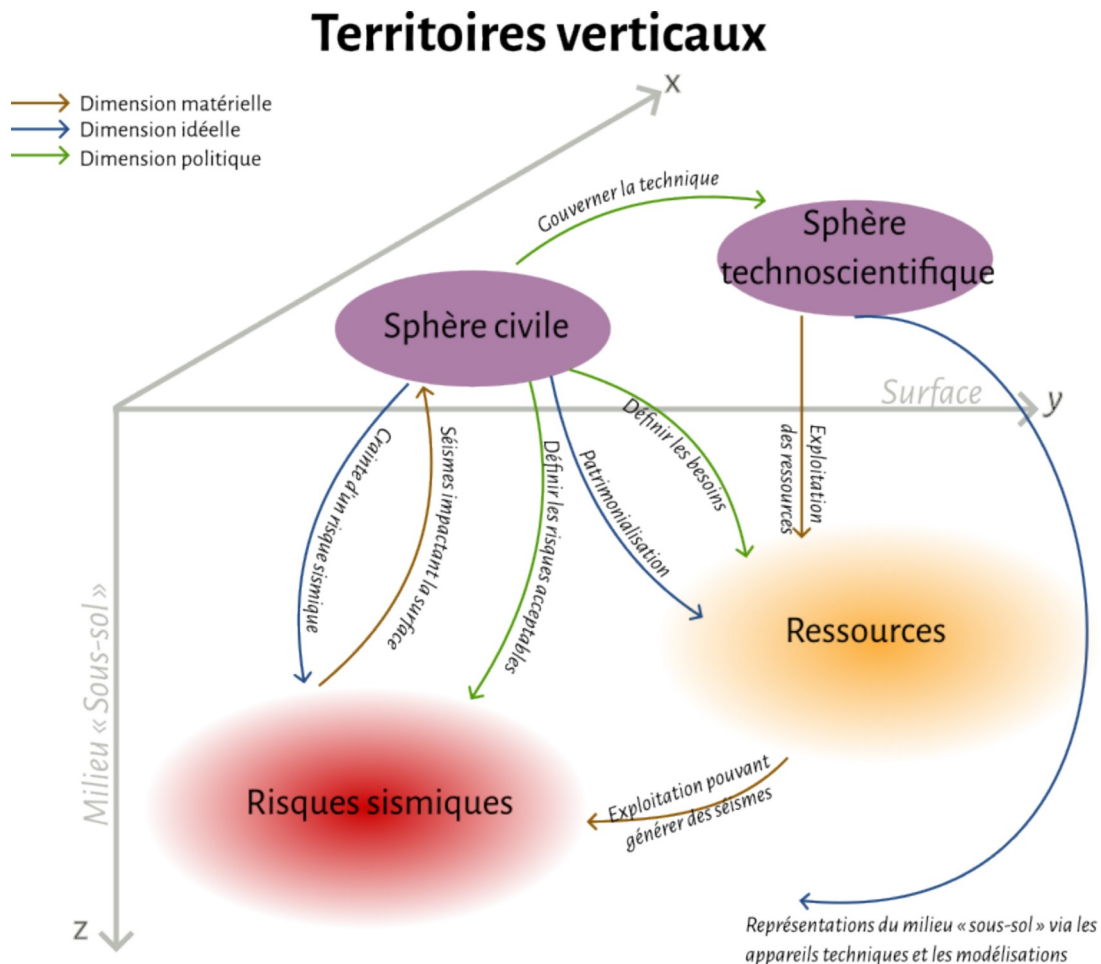 Territoires verticaux
Dimension matérielle
Dimension idéelle
Dimension politique
x
Gouverner la technique
Sphère
technoscientifique
Sphère civile
Surface
y
Crainte d'un risque sismique
Séismes impactant la surface
Définir les risques acceptables
Patrimonialisation
Définir les besoins
Exploitation
des ressources
Milieu « Sous-sol »
Ressources
Risques sismiques
Exploitation pouvant
générer des séismes
z
Représentations du milieu « sous-sol » via les
appareils techniques et les modélisations